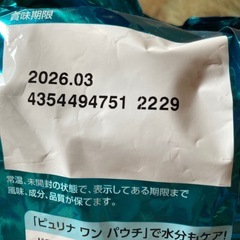 賞味期限
2026.03
4354494751 2229
常温、未開封の状態で、表示してある期限まで
風味、成分、品質が保てます。
「ピュリナ ワン パウチ」で水分もケア!